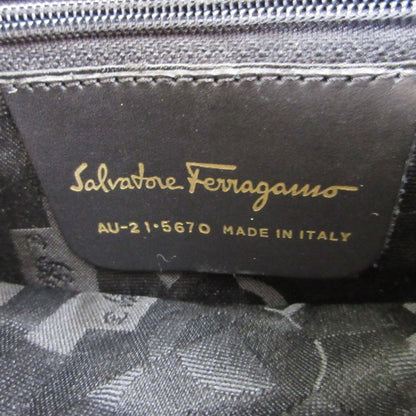 Salvatore Ferragamo
AU-21·5670 MADE IN ITALY